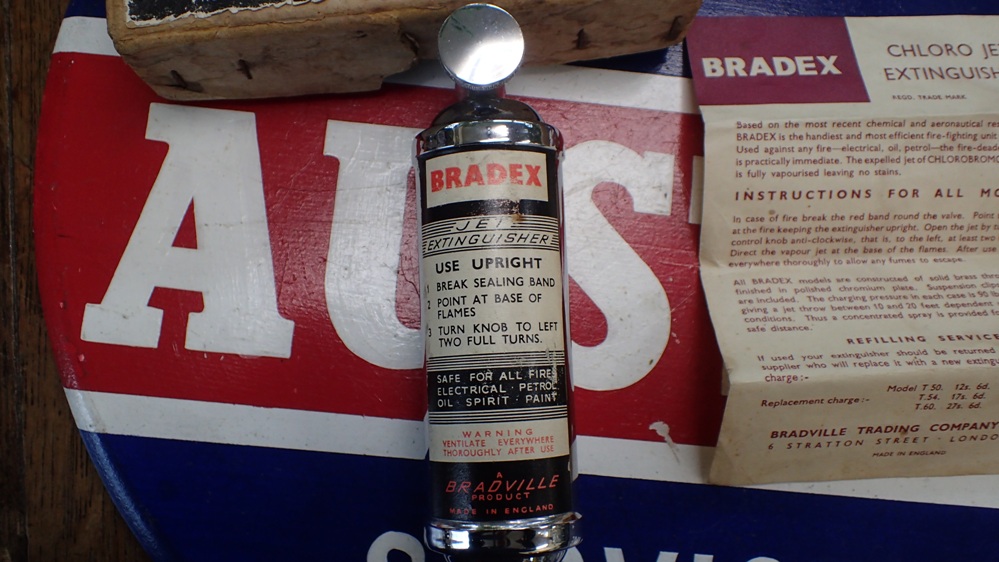 AUS
SERVIC
BRADEX
JET
EXTINGUISHER
USE UPRIGHT
1 BREAK SEALING BAND
2 POINT AT BASE OF
FLAMES
3 TURN KNOB TO LEFT
TWO FULL TURNS.
SAFE FOR ALL FIRES
ELECTRICAL · PETROL
OIL · SPIRIT · PAINT
WARNING
VENTILATE EVERYWHERE
THOROUGHLY AFTER USE
A
BRADVILLE
PRODUCT
MADE IN ENGLAND
BRADEX
CHLORO JE
EXTINGUISH
REGD. TRADE MARK
Based on the most recent chemical and aeronautical res
BRADEX is the handiest and most efficient fire-fighting unit
Used against any fire—electrical, oil, petrol—the fire-dead
is practically immediate. The expelled jet of CHLOROBROMO
is fully vapourised leaving no stains.
INSTRUCTIONS FOR ALL MO
In case of fire break the red band round the valve. Point
at the fire keeping the extinguisher upright. Open the jet by t
control knob anti-clockwise, that is, to the left, at least two
Direct the vapour jet at the base of the flames. After use
everywhere thoroughly to allow any fumes to escape.
All BRADEX models are constructed of solid brass thr
finished in polished chromium plate. Suspension clip
are included. The charging pressure in each case is 90 lb
giving a jet throw between 10 and 20 feet dependent
conditions. Thus a concentrated spray is provided f
safe distance.
REFILLING SERVICE
If used your extinguisher should be returned
supplier who will replace it with a new exting
charge:-
Model T 50. 12s. 6d.
Replacement charge:- T.54. 17s. 6d.
T.60. 27s. 6d.
BRADVILLE TRADING COMPANY
6 STRATTON STREET · LONDO
MADE IN ENGLAND